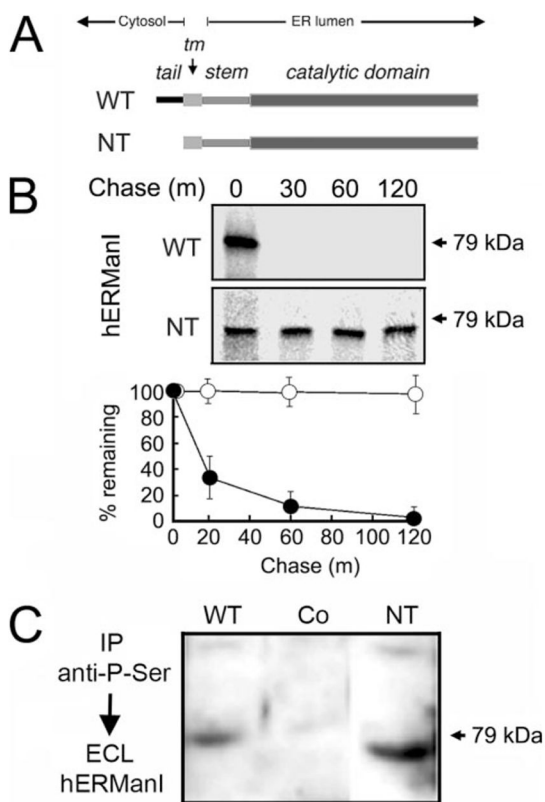 A
Cytosol
ER lumen
tm
tail
stem
catalytic domain
WT
NT
B
Chase (m) 0 30 60 120
hERManI
WT
79 kDa
NT
79 kDa
% remaining
100
80
60
40
20
0
0 20 40 60 80 100 120
Chase (m)
C
WT Co NT
IP
anti-P-Ser
ECL
hERManI
79 kDa